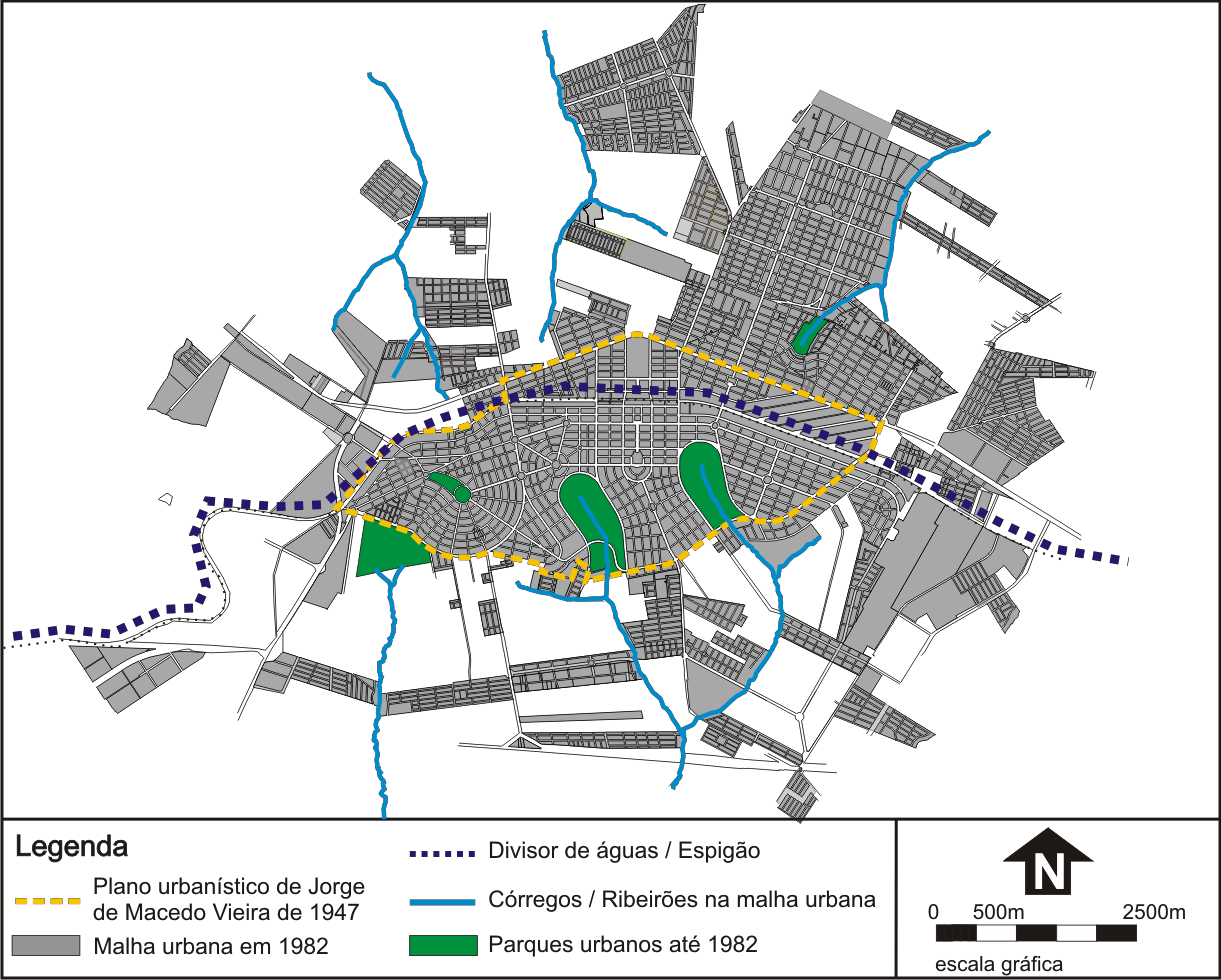 Legenda
Plano urbanístico de Jorge
de Macedo Vieira de 1947
Malha urbana em 1982
Divisor de águas / Espigão
Córregos / Ribeirões na malha urbana
Parques urbanos até 1982
N
0 500m 2500m
escala gráfica